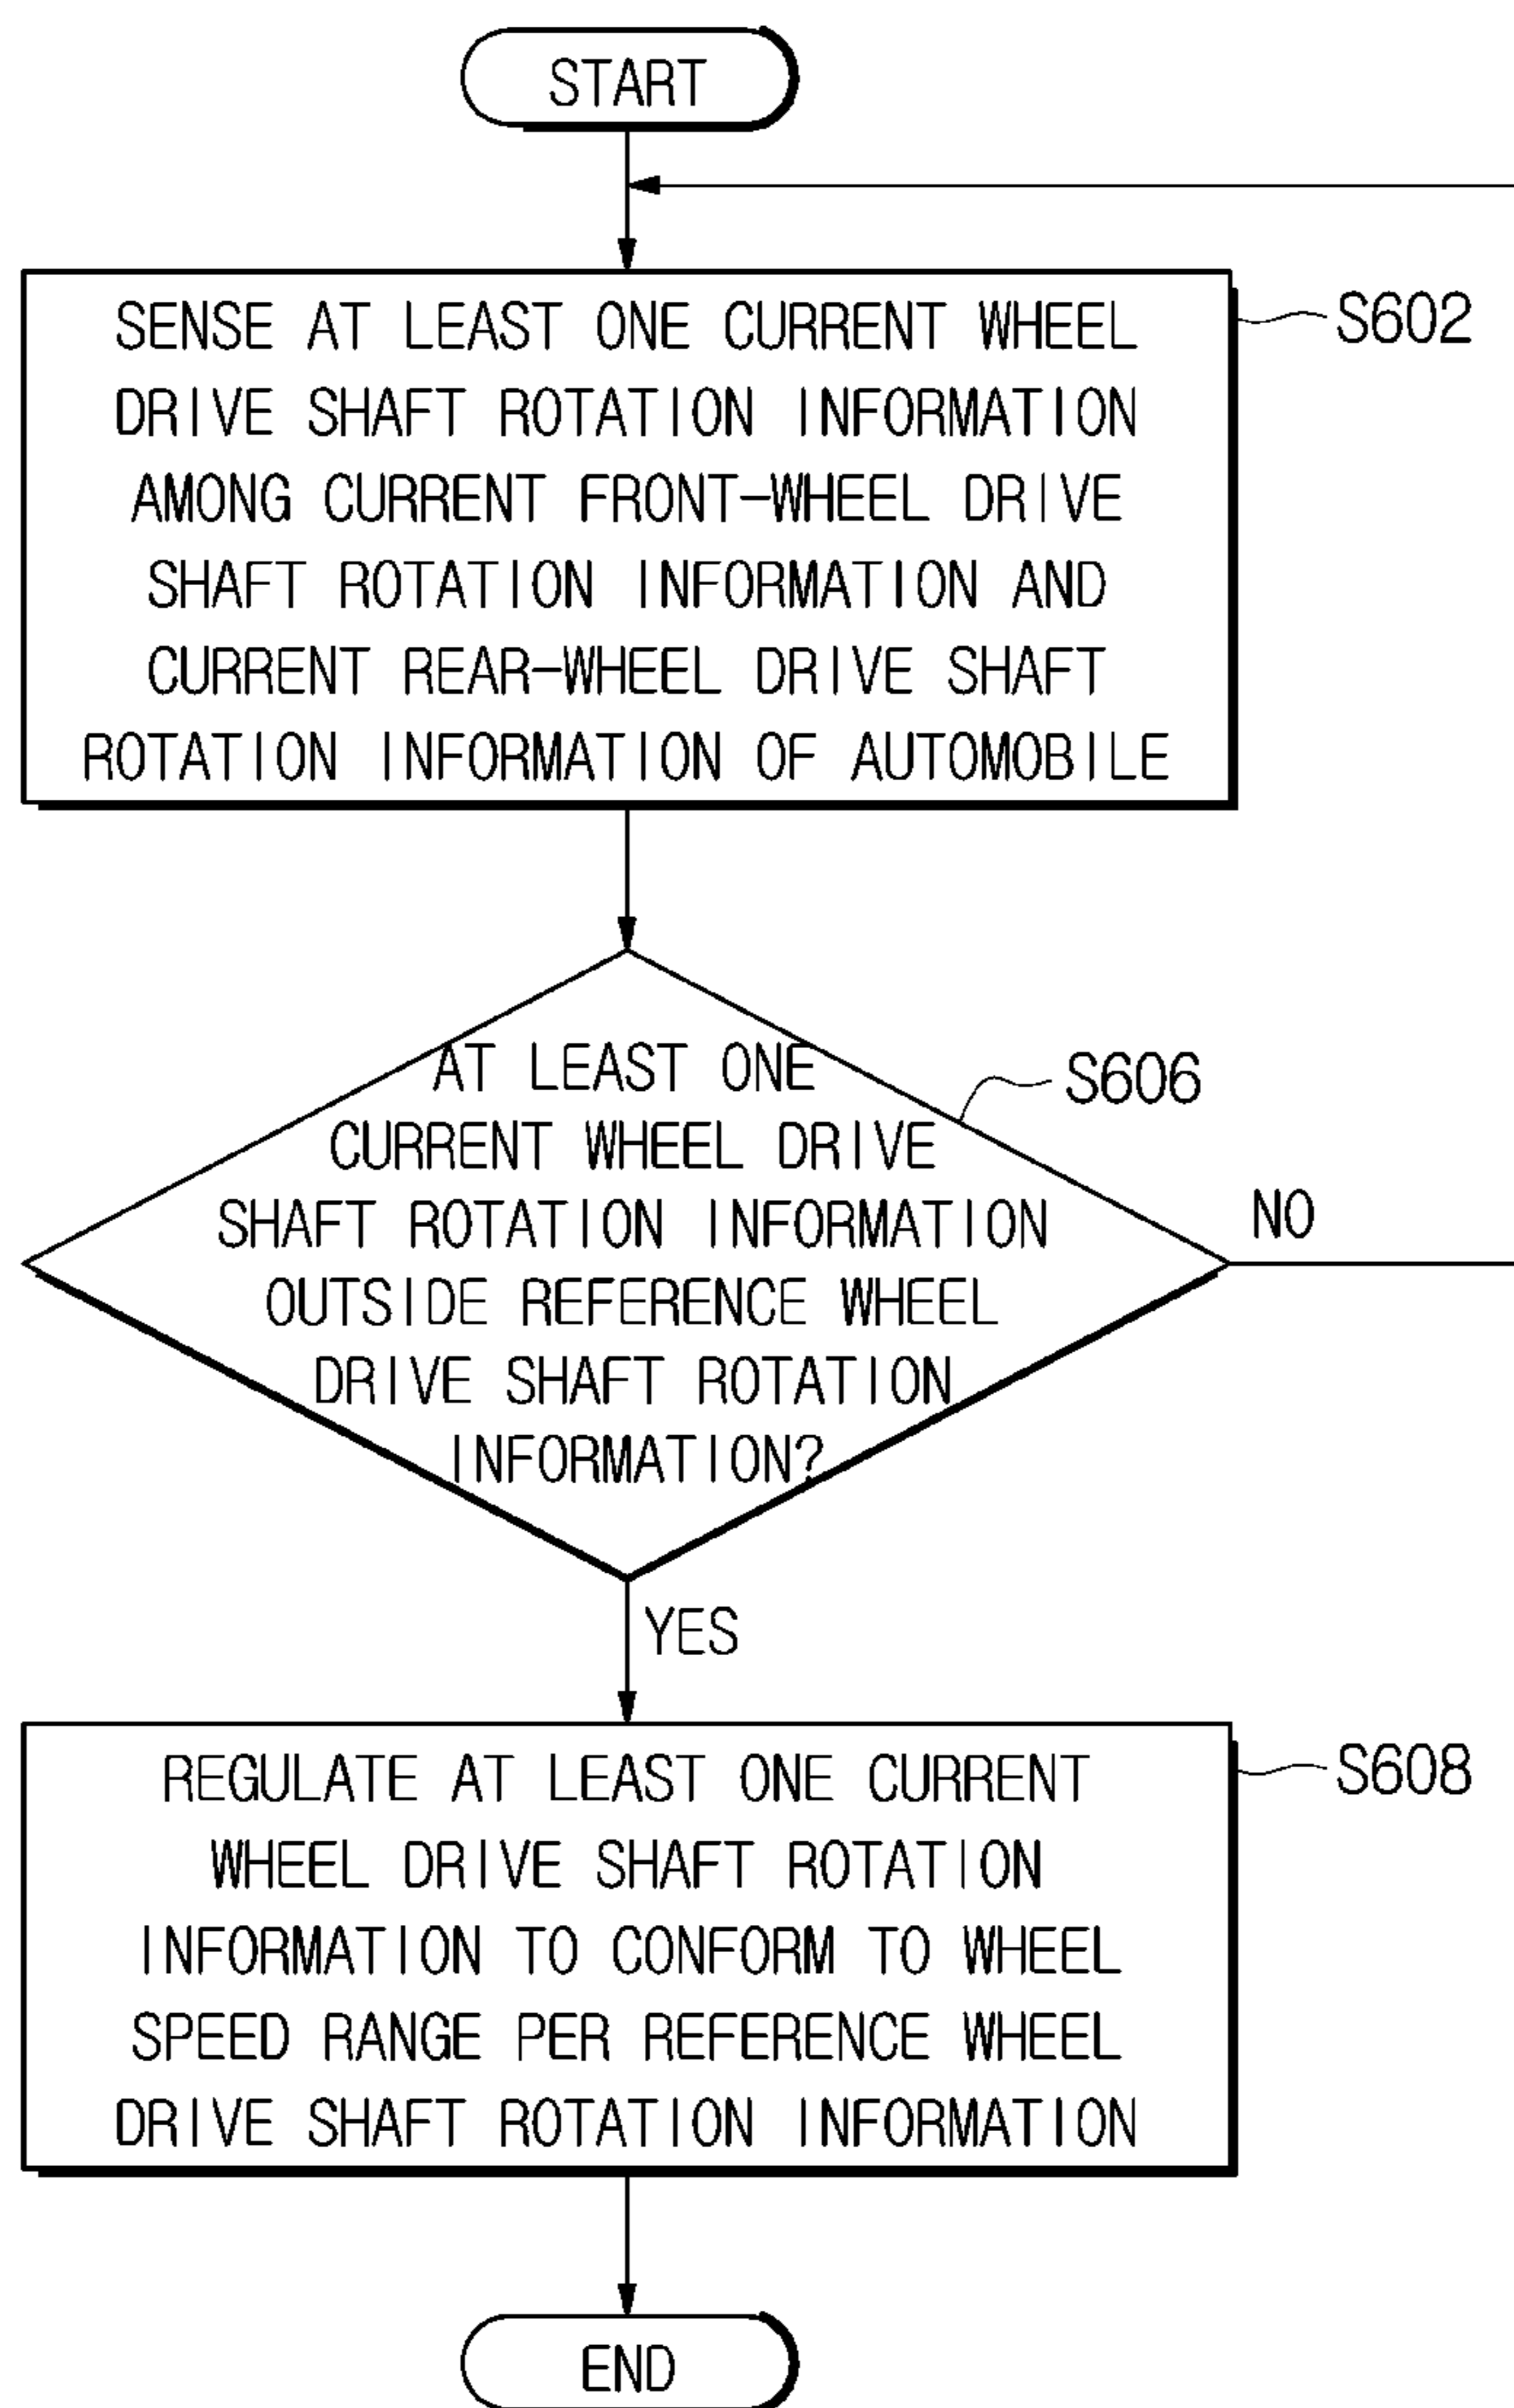 START
SENSE AT LEAST ONE CURRENT WHEEL
DRIVE SHAFT ROTATION INFORMATION
AMONG CURRENT FRONT-WHEEL DRIVE
SHAFT ROTATION INFORMATION AND
CURRENT REAR-WHEEL DRIVE SHAFT
ROTATION INFORMATION OF AUTOMOBILE
S602
AT LEAST ONE
CURRENT WHEEL DRIVE
SHAFT ROTATION INFORMATION
OUTSIDE REFERENCE WHEEL
DRIVE SHAFT ROTATION
INFORMATION?
S606
NO
YES
REGULATE AT LEAST ONE CURRENT
WHEEL DRIVE SHAFT ROTATION
INFORMATION TO CONFORM TO WHEEL
SPEED RANGE PER REFERENCE WHEEL
DRIVE SHAFT ROTATION INFORMATION
S608
END